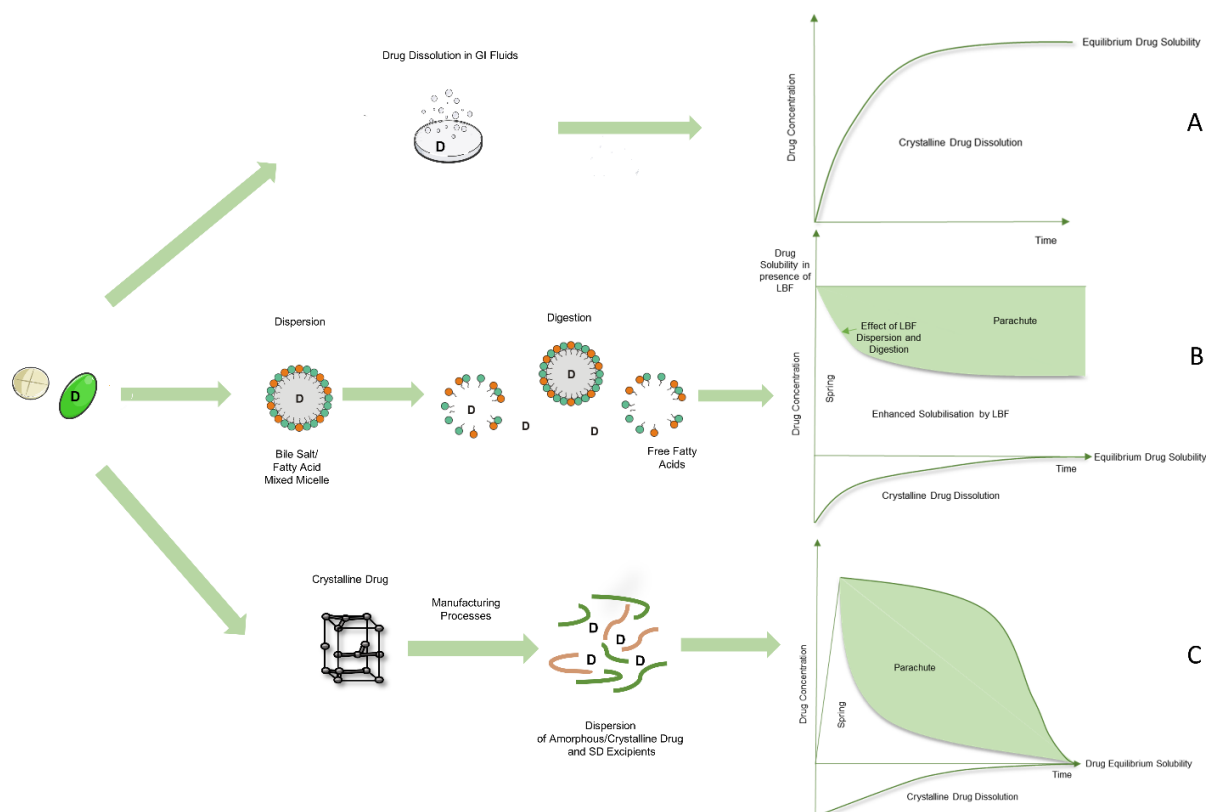 Drug Dissolution in GI Fluids
D
Drug Concentration
Equilibrium Drug Solubility
Crystalline Drug Dissolution
Time
A
D
Dispersion
D
Bile Salt/
Fatty Acid
Mixed Micelle
Digestion
D
D
D
D
Free Fatty
Acids
Drug
Solubility in
presence of
LBF
Drug Concentration
Spring
Effect of LBF
Dispersion and
Digestion
Parachute
Enhanced Solubilisation by LBF
Equilibrium Drug Solubility
Time
Crystalline Drug Dissolution
B
Crystalline Drug
Manufacturing
Processes
D
D
D
D
Dispersion
of Amorphous/Crystalline Drug
and SD Excipients
Drug Concentration
Spring
Parachute
Drug Equilibrium Solubility
Time
Crystalline Drug Dissolution
C